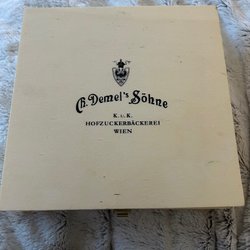 Ch. Demel's Söhne
K. u. K.
HOFZUCKERBÄCKEREI
WIEN